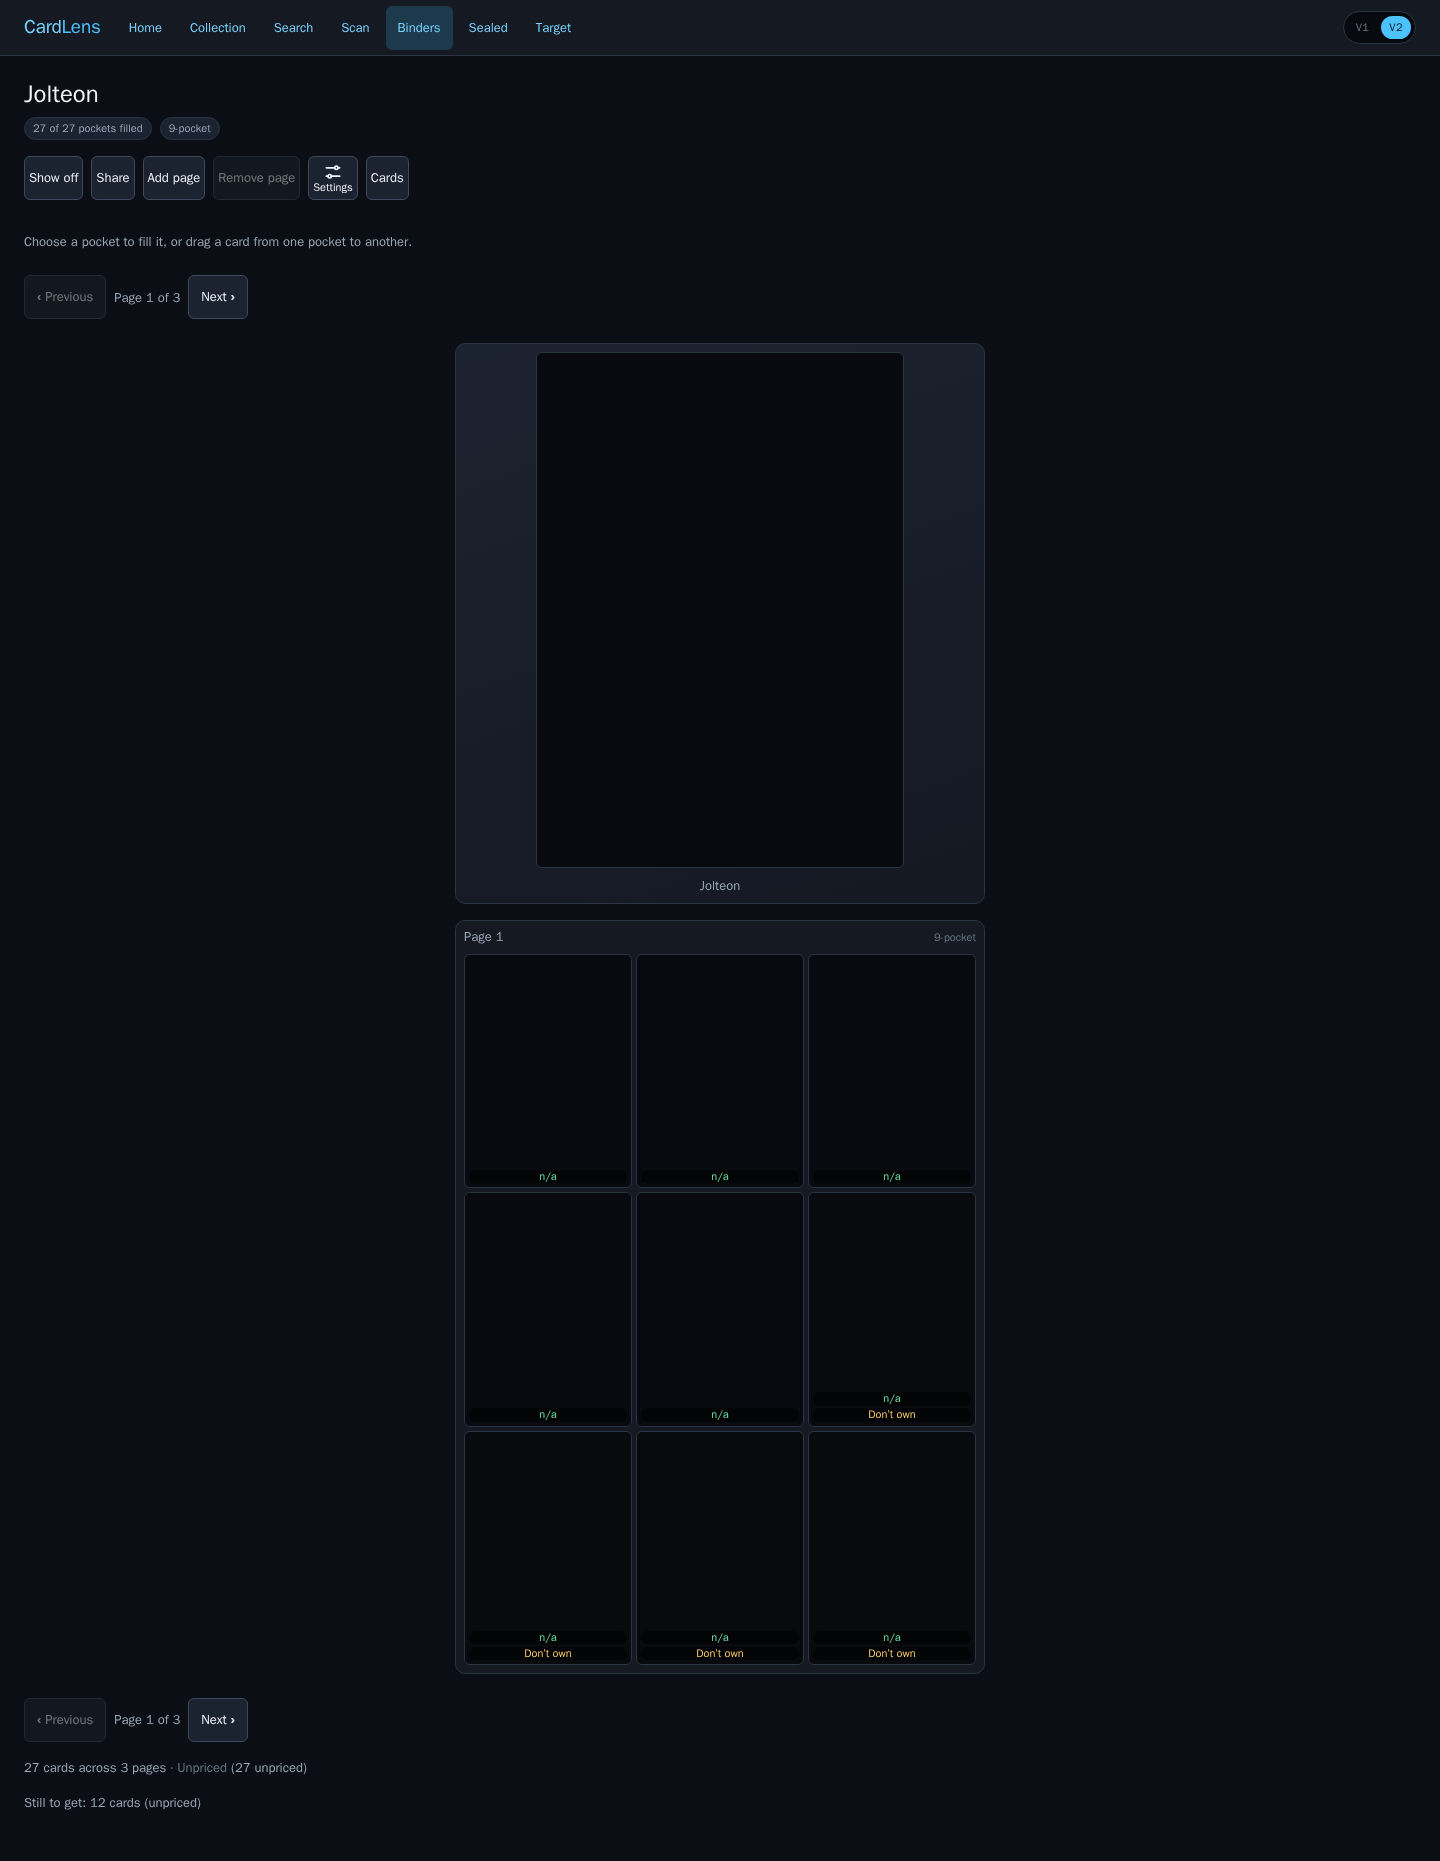 CardLens Home Collection Search Scan Binders Sealed Target V1 V2
Jolteon
27 of 27 pockets filled 9-pocket
Show off Share Add page Remove page Settings Cards
Choose a pocket to fill it, or drag a card from one pocket to another.
‹ Previous Page 1 of 3 Next ›
Jolteon
Page 1 9-pocket
n/a n/a n/a
n/a n/a n/a
Don't own
n/a n/a n/a
Don't own Don't own Don't own
‹ Previous Page 1 of 3 Next ›
27 cards across 3 pages · Unpriced (27 unpriced)
Still to get: 12 cards (unpriced)